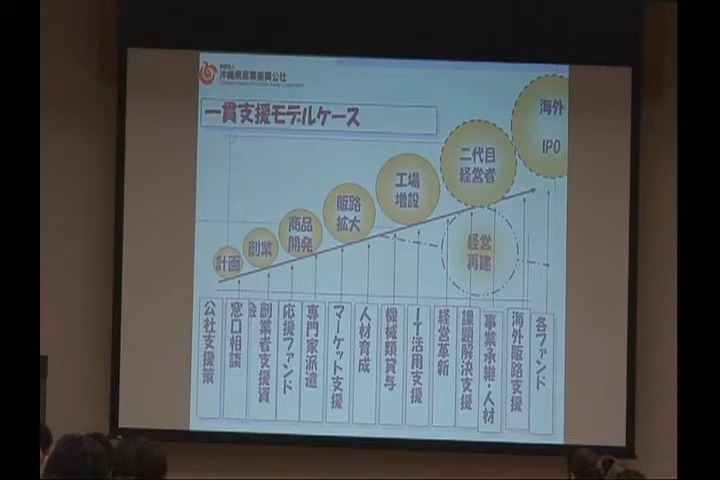 財団法人
沖縄県産業振興公社
一貫支援モデルケース
計画
創業
商品
開発
販路
拡大
工場
増設
二代目
経営者
海外
IPO
経営
再建
公社支援策
窓口相談
創業者支援資金
応援ファンド
専門家派遣
マーケット支援
人材育成
機械類貸与
IT活用支援
経営革新
課題解決支援
事業承継・人材
海外販路支援
各ファンド